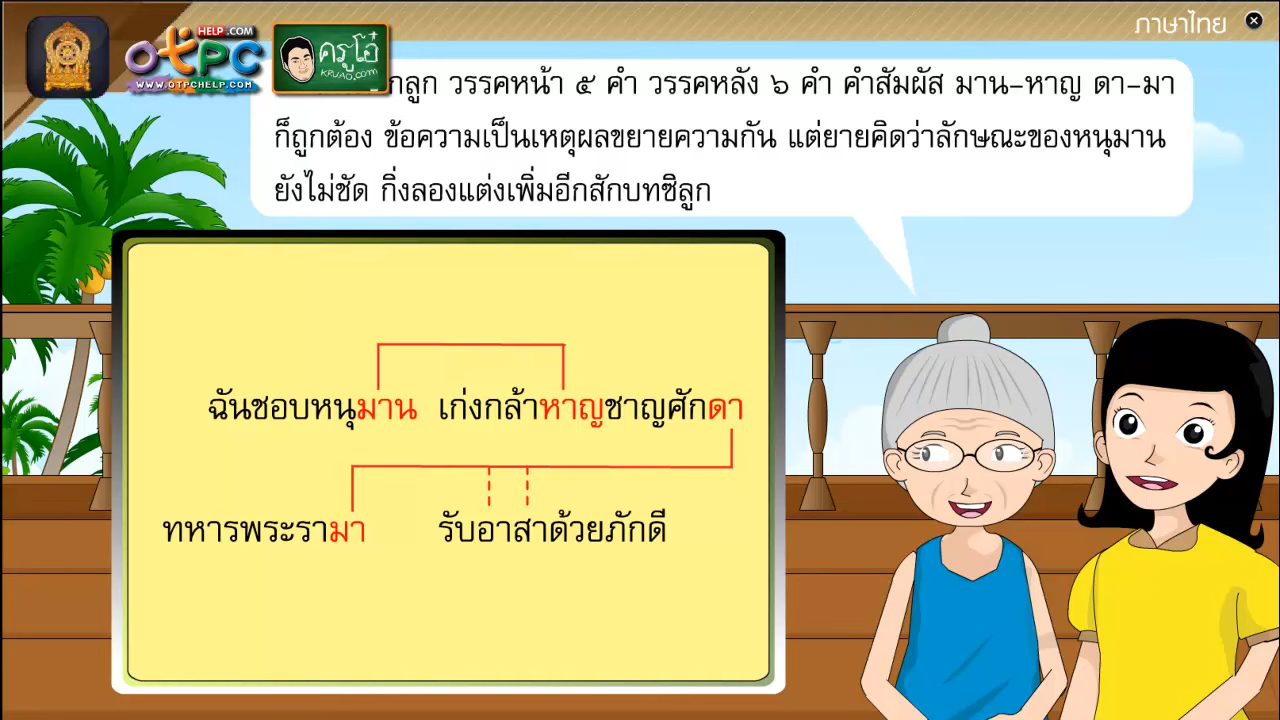 ภาษาไทย
HELP.COM
OTPC
WWW.OTPCHELP.COM
ครูโอ๋
KRUAO.COM
กลูก วรรคหน้า ๕ คำ วรรคหลัง ๖ คำ คำสัมผัส มาน-หาญ ดา-มา
ก็ถูกต้อง ข้อความเป็นเหตุผลขยายความกัน แต่ยายคิดว่าลักษณะของหนุมาน
ยังไม่ชัด กิ่งลองแต่งเพิ่มอีกสักบทซิลูก
ฉันชอบหนุมาน เก่งกล้าหาญชาญศักดา
ทหารพระรามา รับอาสาด้วยภักดี